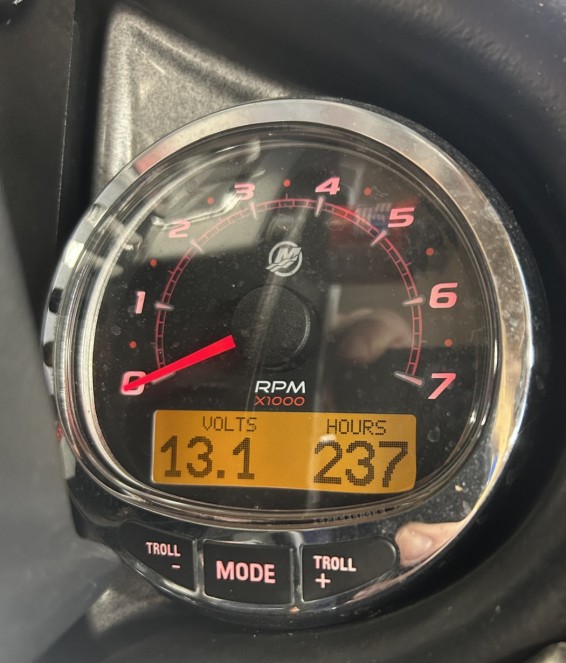 3 4
2 5
1 6
0 7
RPM
X1000
VOLTS HOURS
13.1 237
TROLL
-
MODE
TROLL
+